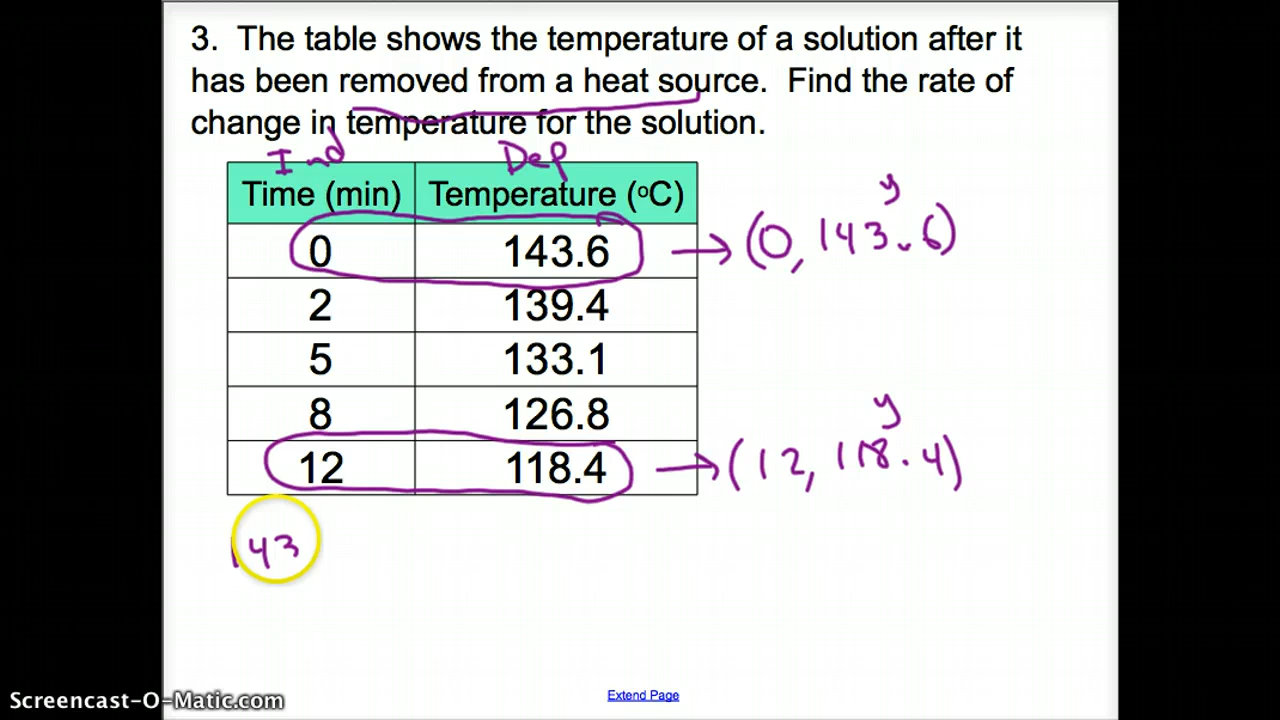 3. The table shows the temperature of a solution after it
has been removed from a heat source. Find the rate of
change in temperature for the solution.
Ind Dep
Time (min) Temperature (ºC)
y
0 143.6 → (0, 143.6)
2 139.4
5 133.1
8 126.8
y
12 118.4 → (12, 118.4)
143
Screencast-O-Matic.com
Extend Page